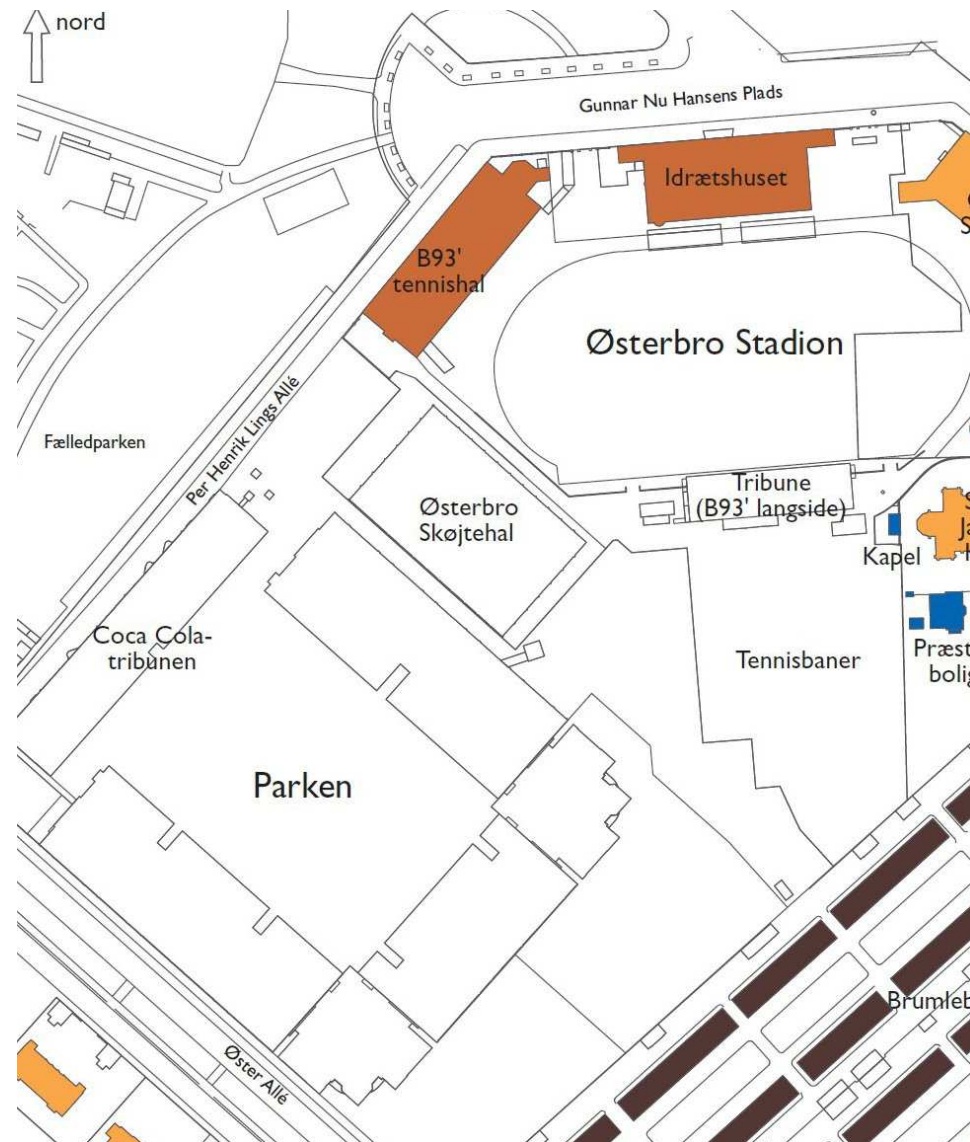 nord
Gunnar Nu Hansens Plads
Idrætshuset
B93'
tennishal
Østerbro Stadion
Per Henrik Lings Allé
Fælledparken
Tribune
(B93' langside)
Østerbro
Skøjtehal
Kapel
Coca Cola-
tribunen
Tennisbaner
Parken
Øster Allé